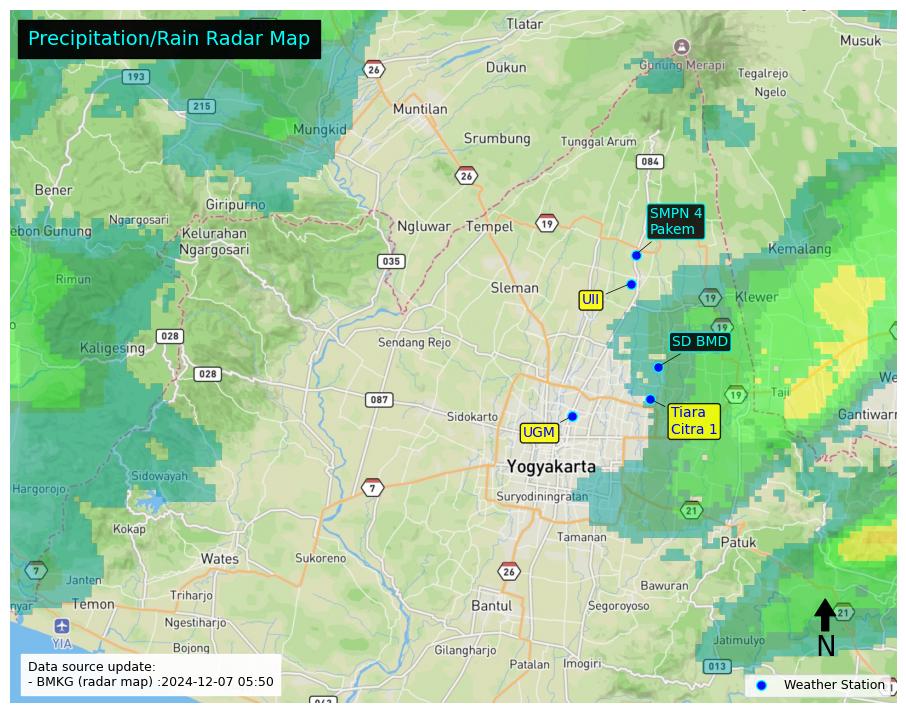 Precipitation/Rain Radar Map
Tlatar
Musuk
193
26
Dukun
Gunung Merapi
Tegalrejo
Ngelo
215
Muntilan
Mungkid
Srumbung
Tunggal Arum
084
26
Bener
Giripurno
Ngargosari
ebon Gunung
Kelurahan
Ngargosari
Ngluwar
Tempel
19
SMPN 4
Pakem
Kemalang
035
Rimun
Sleman
UII
19
Klewer
19
028
Kaligesing
Sendang Rejo
SD BMD
028
087
19
Taji
We
Sidokarto
Tiara
Citra 1
Gantiwarn
UGM
Yogyakarta
Sidowayah
Hargorojo
7
Suryodiningratan
21
Kokap
Tamanan
Patuk
Wates
Sukoreno
26
7
Janten
Bawuran
nyar
Temon
Triharjo
Bantul
Segoroyoso
21
Ngestiharjo
YIA
Jatimulyo
N
Bojong
Gilangharjo
Patalan
Imogiri
013
Data source update:
- BMKG (radar map) :2024-12-07 05:50
Weather Station